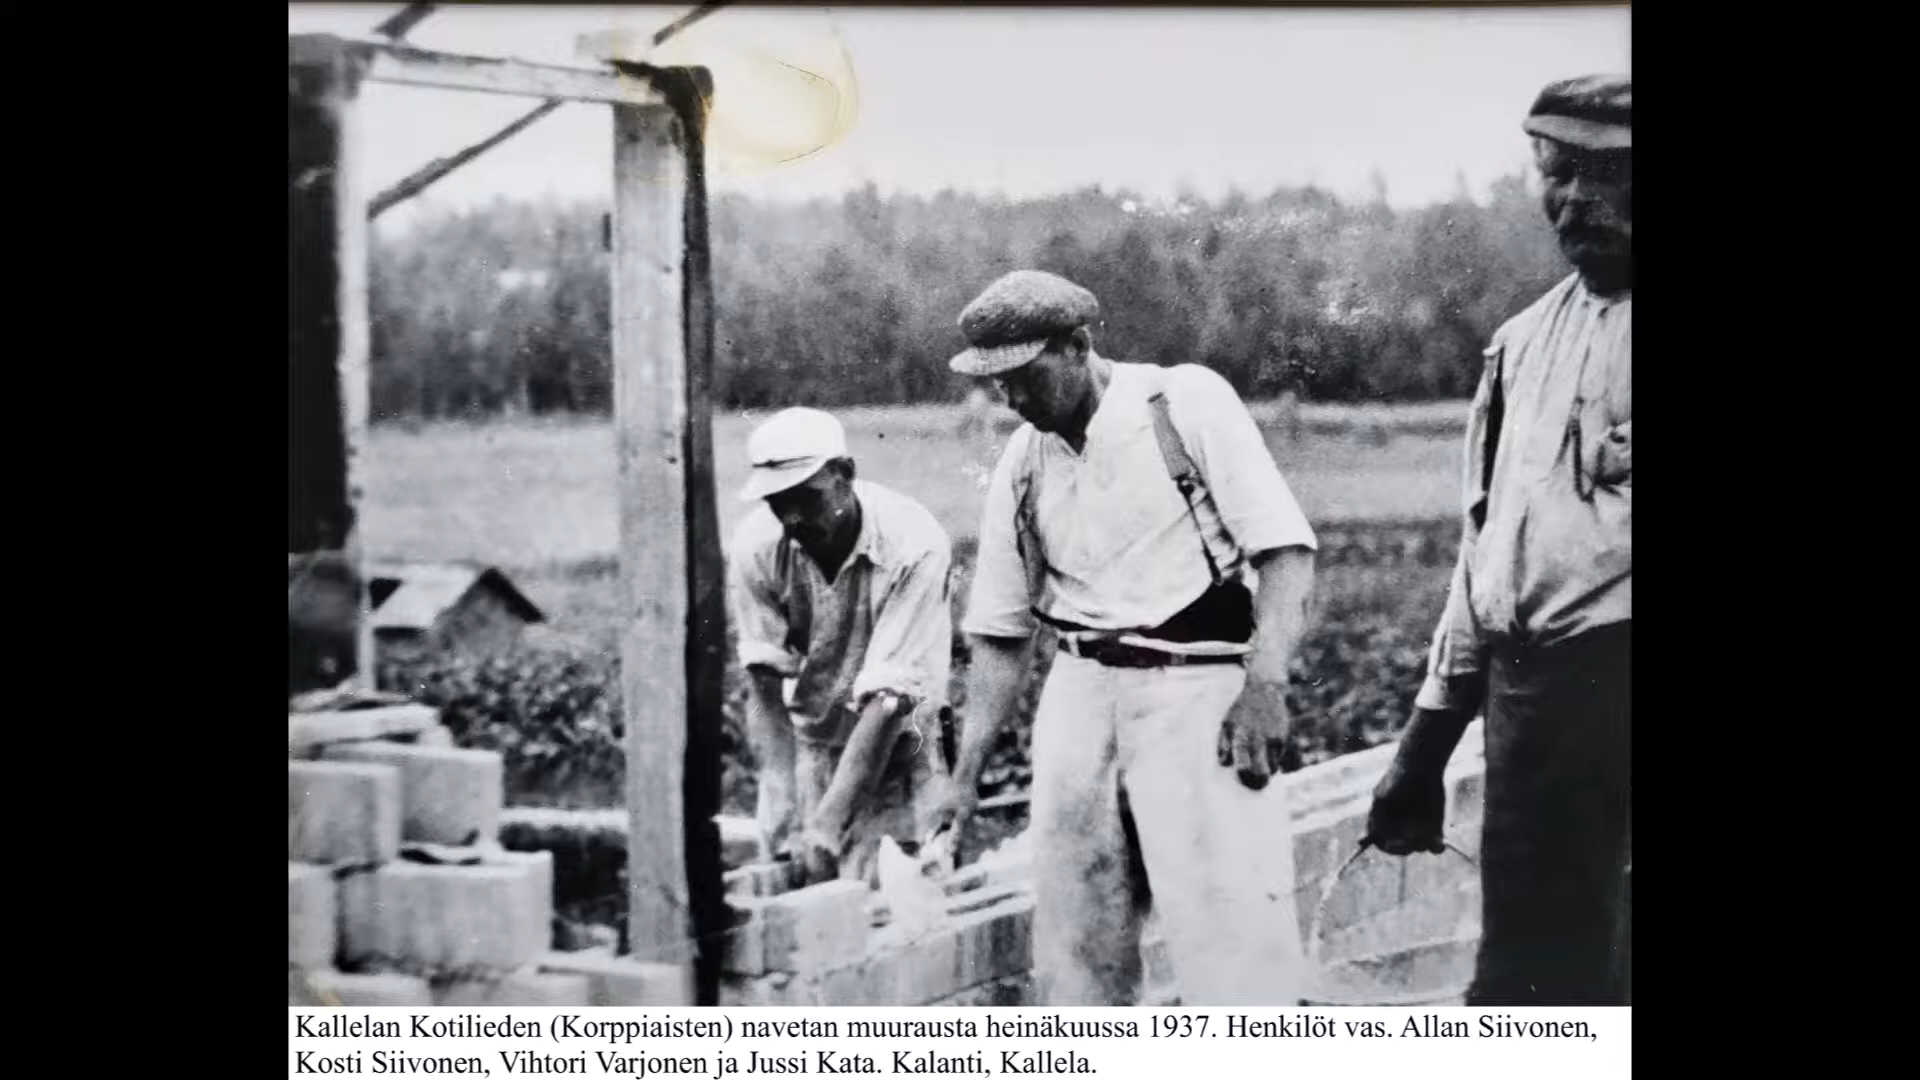 Kallelan Kotilieden (Korppiaisten) navetan muurausta heinäkuussa 1937. Henkilöt vas. Allan Siivonen,
Kosti Siivonen, Vihtori Varjonen ja Jussi Kata. Kalanti, Kallela.